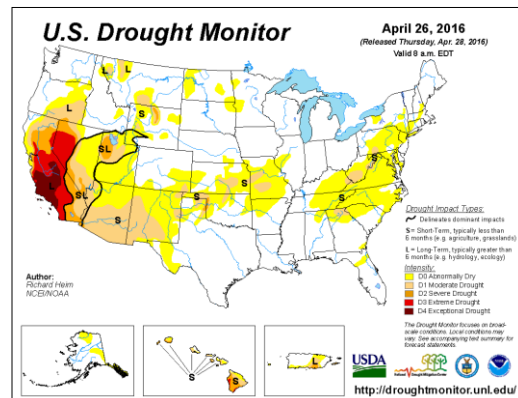 U.S. Drought Monitor
April 26, 2016
(Released Thursday, Apr. 28, 2016)
Valid 8 a.m. EDT
L
L
S
L
SL
S
S
S
L
SL
S
S
Author:
Richard Heim
NCEI/NOAA
Drought Impact Types:
Delineates dominant impacts
S = Short-Term, typically less than
6 months (e.g. agriculture, grasslands)
L = Long-Term, typically greater than
6 months (e.g. hydrology, ecology)
Intensity:
D0 Abnormally Dry
D1 Moderate Drought
D2 Severe Drought
D3 Extreme Drought
D4 Exceptional Drought
The Drought Monitor focuses on broad-
scale conditions. Local conditions may
vary. See accompanying text summary for
forecast statements.
S
S
L
USDA
National Drought Mitigation Center
http://droughtmonitor.unl.edu/